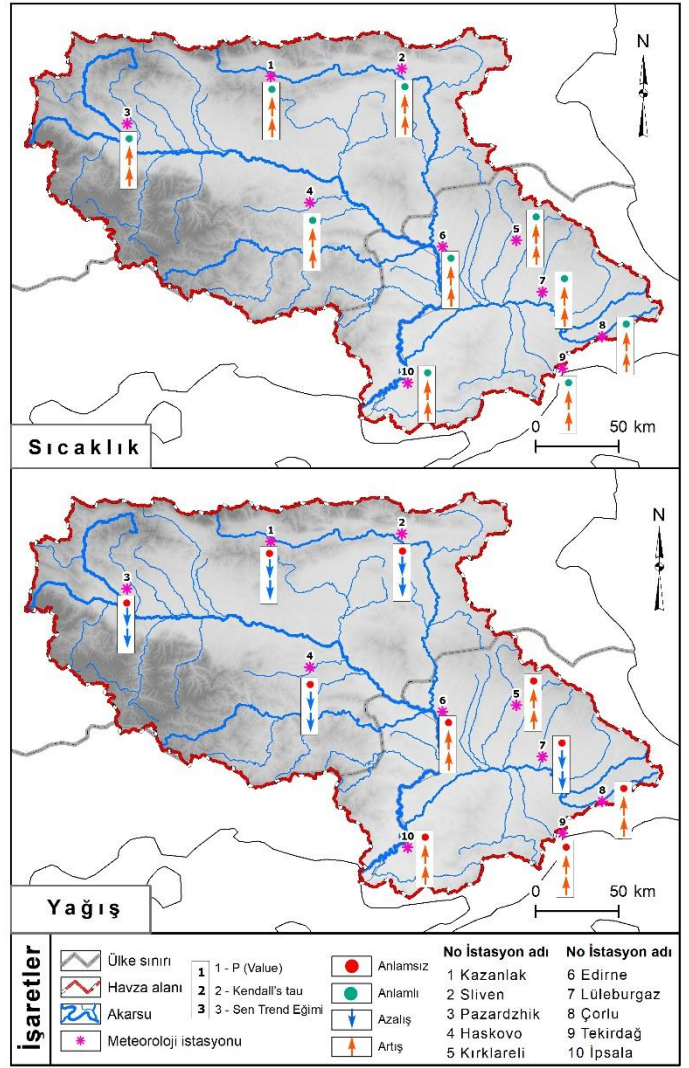 1
2
3
4
5
6
7
8
9
10
N
0 50 km
Sıcaklık
1
2
3
4
5
6
7
8
9
10
N
0 50 km
Yağış
İşaretler
Ülke sınırı
Havza alanı
Akarsu
Meteoroloji istasyonu
1 1 - P (Value)
2 2 - Kendall's tau
3 3 - Sen Trend Eğimi
Anlamsız
Anlamlı
Azalış
Artış
No İstasyon adı
1 Kazanlak
2 Sliven
3 Pazardzhik
4 Haskovo
5 Kırklareli
No İstasyon adı
6 Edirne
7 Lüleburgaz
8 Çorlu
9 Tekirdağ
10 İpsala